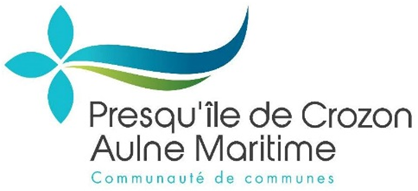 Presqu'île de Crozon
Aulne Maritime
Communauté de communes